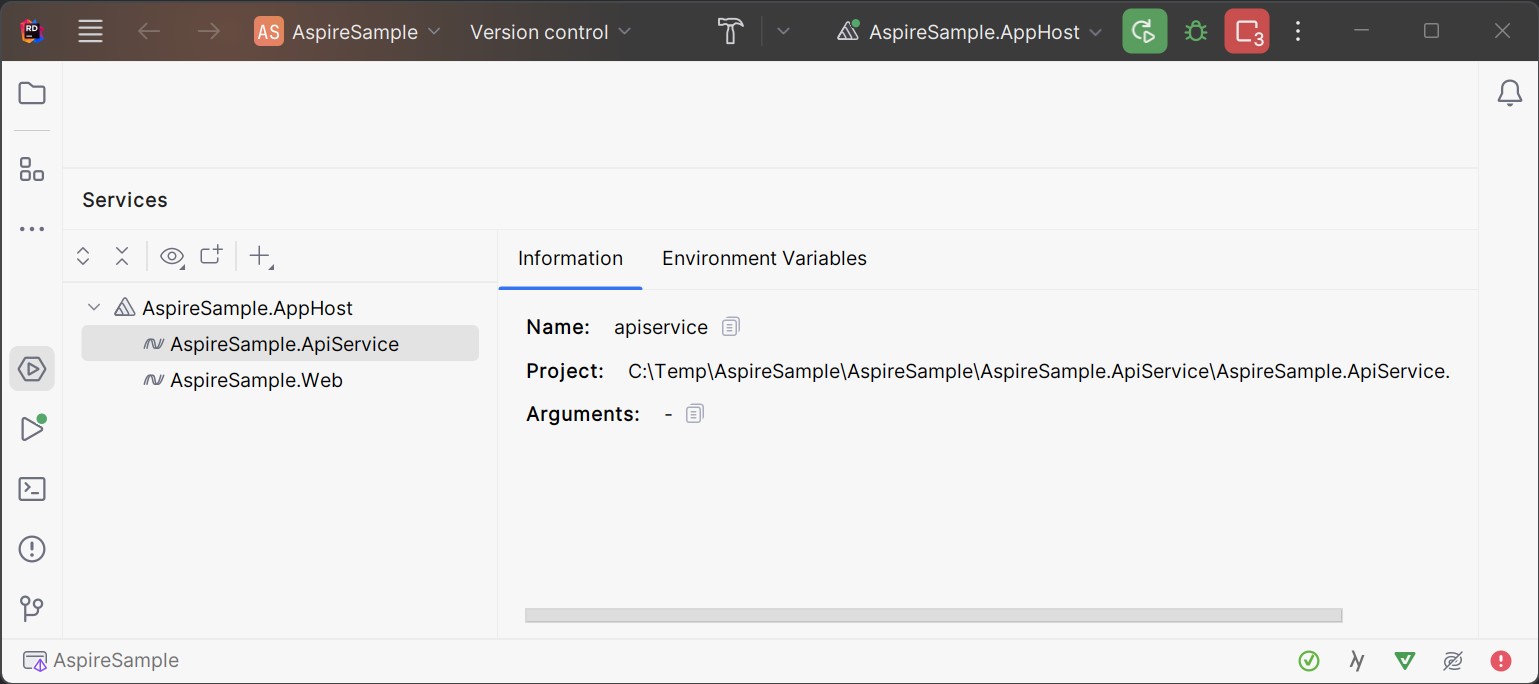 RD
AS AspireSample Version control AspireSample.AppHost 3
Services
Information Environment Variables
AspireSample.AppHost
AspireSample.ApiService
AspireSample.Web
Name: apiservice
Project: C:\Temp\AspireSample\AspireSample\AspireSample.ApiService\AspireSample.ApiService.
Arguments: -
AspireSample